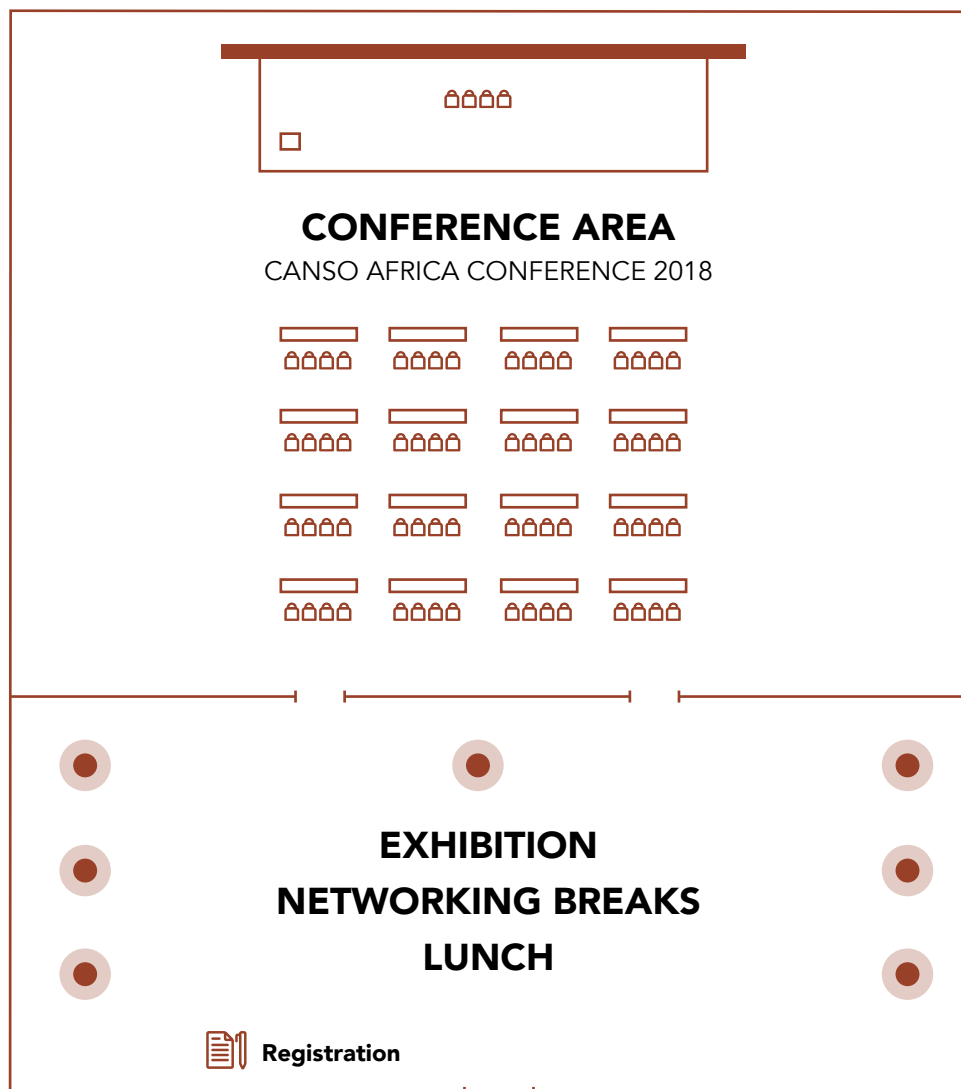 CONFERENCE AREA
CANSO AFRICA CONFERENCE 2018
EXHIBITION
NETWORKING BREAKS
LUNCH
Registration